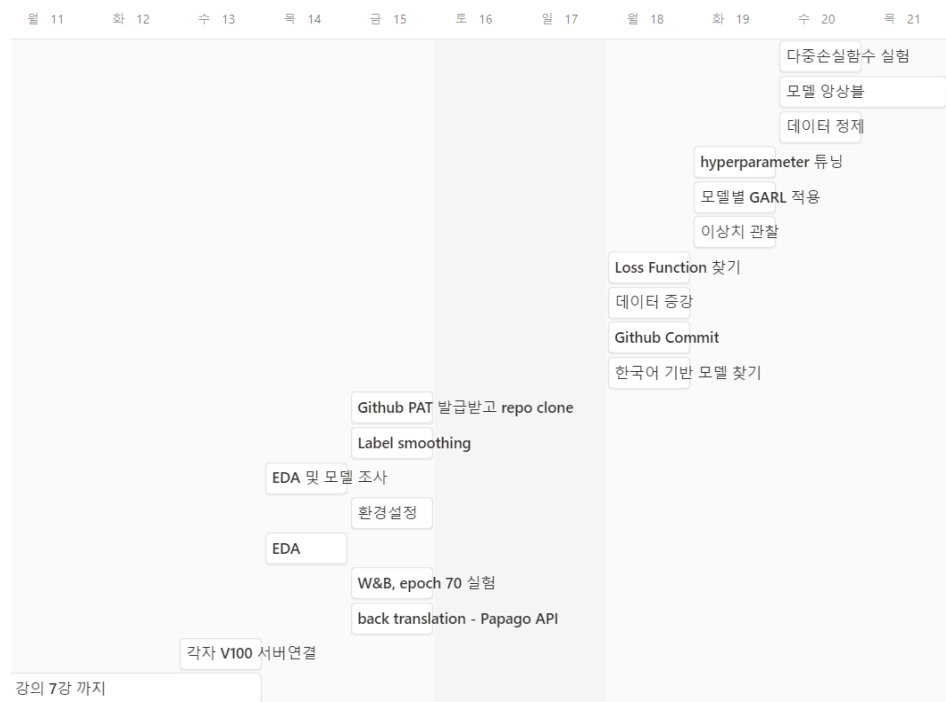 월 11 화 12 수 13 목 14 금 15 토 16 일 17 월 18 화 19 수 20 목 21
다중손실함수 실험
모델 앙상블
데이터 정제
hyperparameter 튜닝
모델별 GARL 적용
이상치 관찰
Loss Function 찾기
데이터 증강
Github Commit
한국어 기반 모델 찾기
Github PAT 발급받고 repo clone
Label smoothing
EDA 및 모델 조사
환경설정
EDA
W&B, epoch 70 실험
back translation - Papago API
각자 V100 서버연결
강의 7강 까지